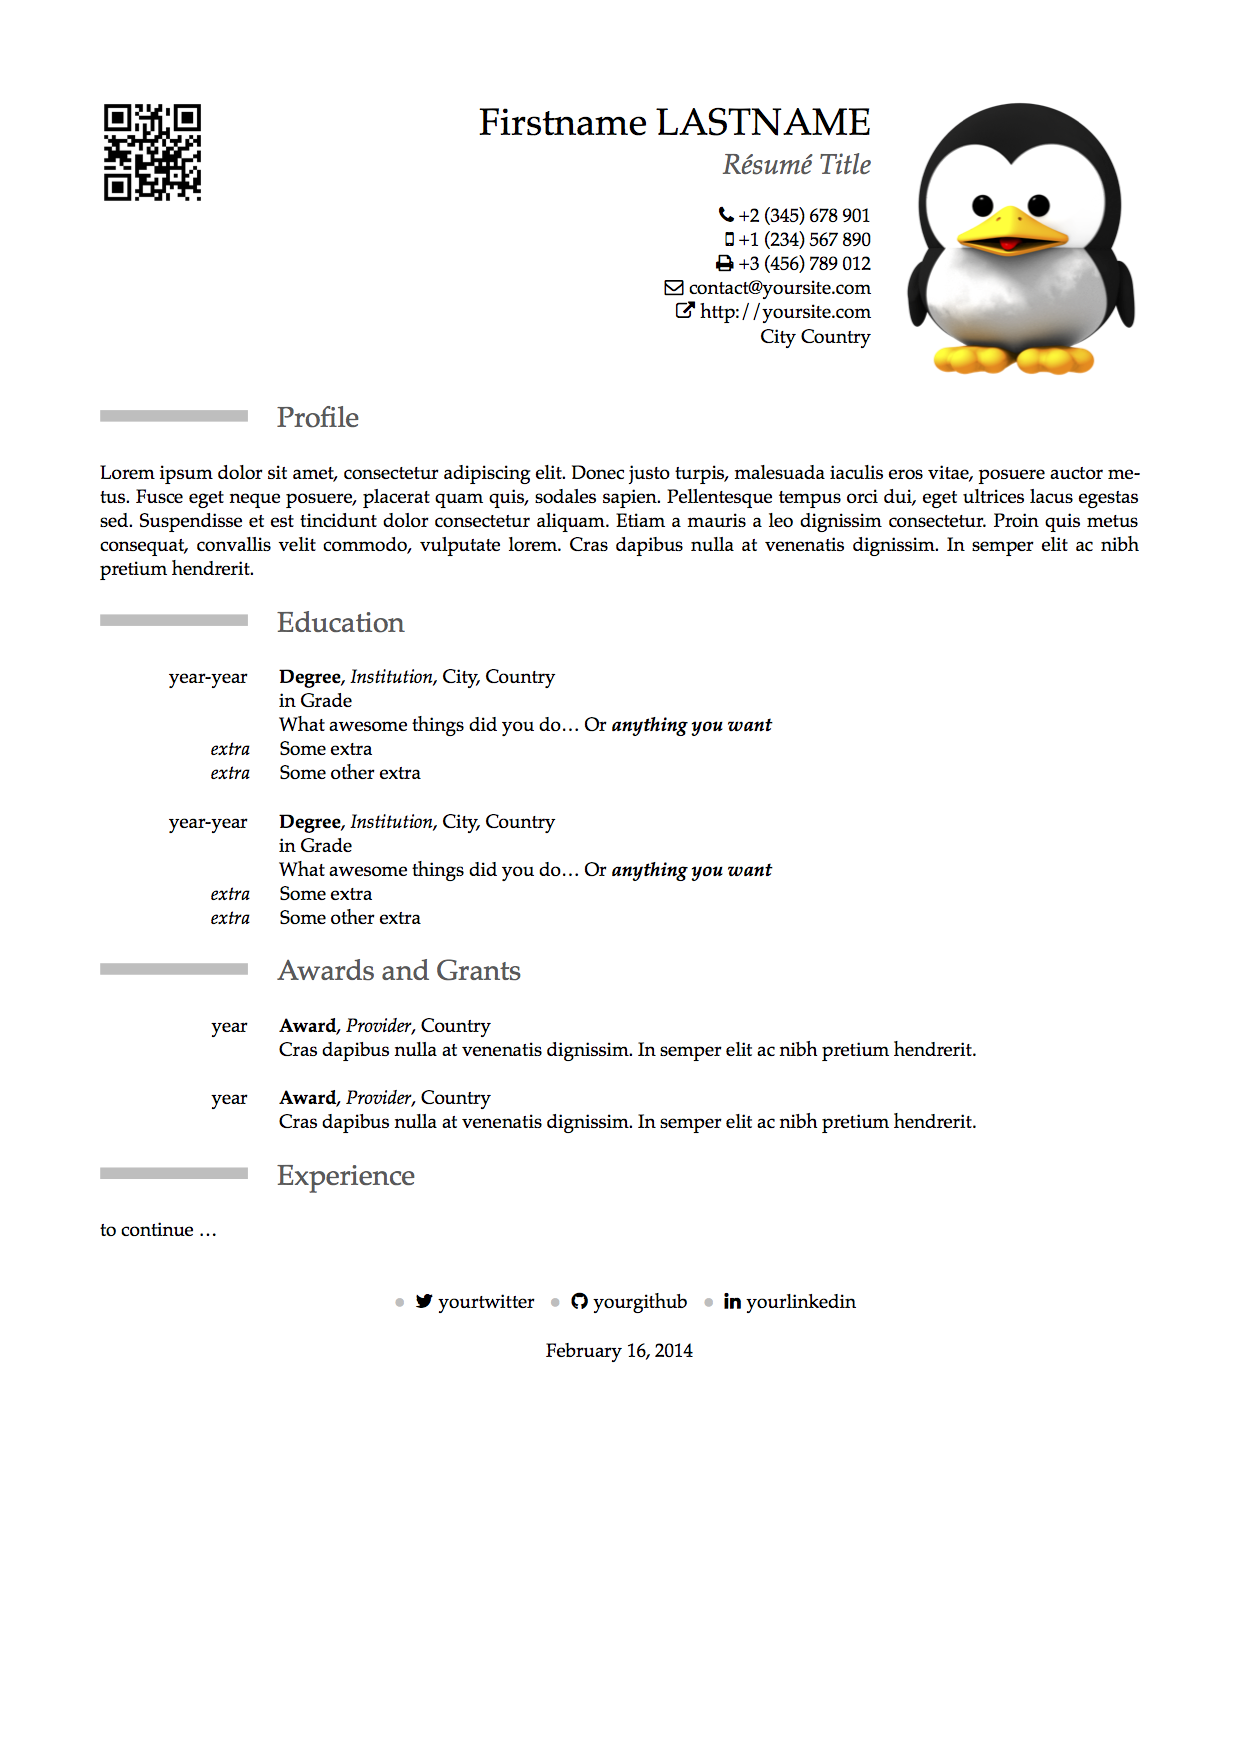 Firstname LASTNAME
Résumé Title
+2 (345) 678 901
+1 (234) 567 890
+3 (456) 789 012
contact@yoursite.com
http://yoursite.com
City Country
Profile
Lorem ipsum dolor sit amet, consectetur adipiscing elit. Donec justo turpis, malesuada iaculis eros vitae, posuere auctor me-
tus. Fusce eget neque posuere, placerat quam quis, sodales sapien. Pellentesque tempus orci dui, eget ultrices lacus egestas
sed. Suspendisse et est tincidunt dolor consectetur aliquam. Etiam a mauris a leo dignissim consectetur. Proin quis metus
consequat, convallis velit commodo, vulputate lorem. Cras dapibus nulla at venenatis dignissim. In semper elit ac nibh
pretium hendrerit.
Education
year-year Degree, Institution, City, Country
in Grade
What awesome things did you do… Or anything you want
extra Some extra
extra Some other extra
year-year Degree, Institution, City, Country
in Grade
What awesome things did you do… Or anything you want
extra Some extra
extra Some other extra
Awards and Grants
year Award, Provider, Country
Cras dapibus nulla at venenatis dignissim. In semper elit ac nibh pretium hendrerit.
year Award, Provider, Country
Cras dapibus nulla at venenatis dignissim. In semper elit ac nibh pretium hendrerit.
Experience
to continue …
● yourtwitter ● yourgithub ● yourlinkedin
February 16, 2014